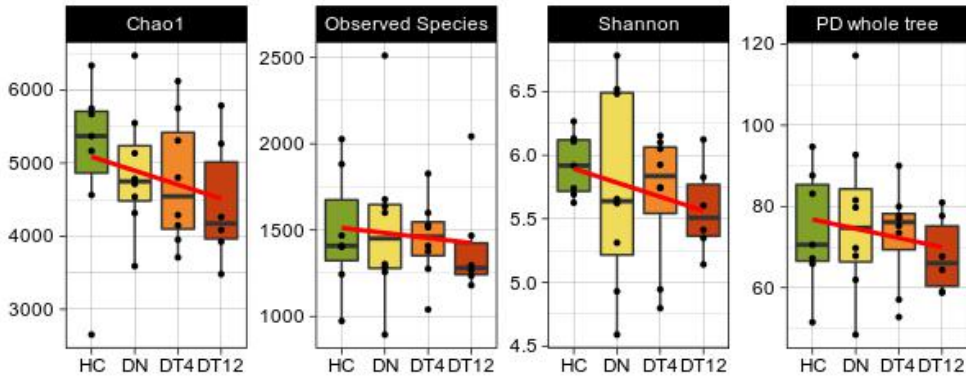 Chao1
6000
5000
4000
3000
HC DN DT4 DT12
Observed Species
2500
2000
1500
1000
HC DN DT4 DT12
Shannon
6.5
6.0
5.5
5.0
4.5
HC DN DT4 DT12
PD whole tree
120
100
80
60
HC DN DT4 DT12